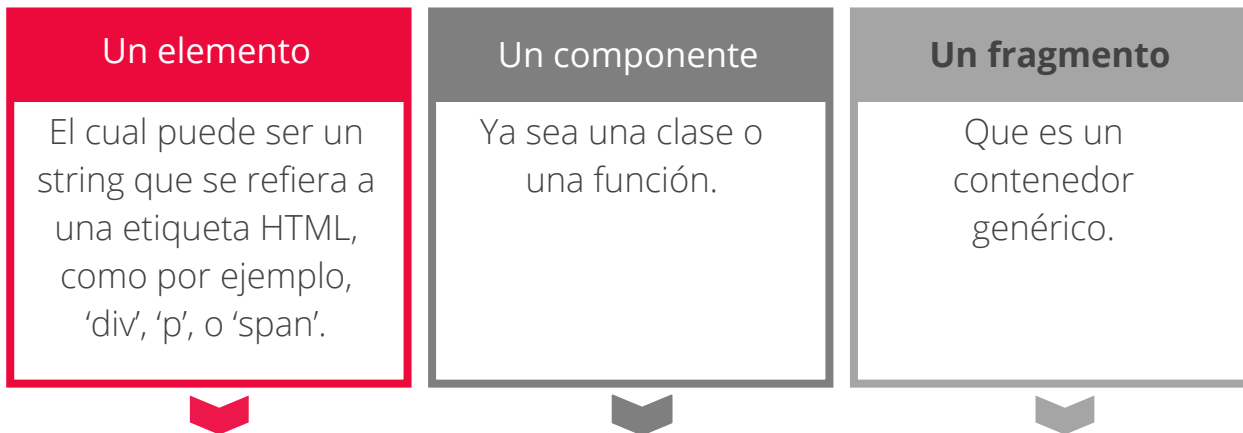 Un elemento
El cual puede ser un
string que se refiera a
una etiqueta HTML,
como por ejemplo,
‘div’, ‘p’, o ‘span’.
Un componente
Ya sea una clase o
una función.
Un fragmento
Que es un
contenedor
genérico.